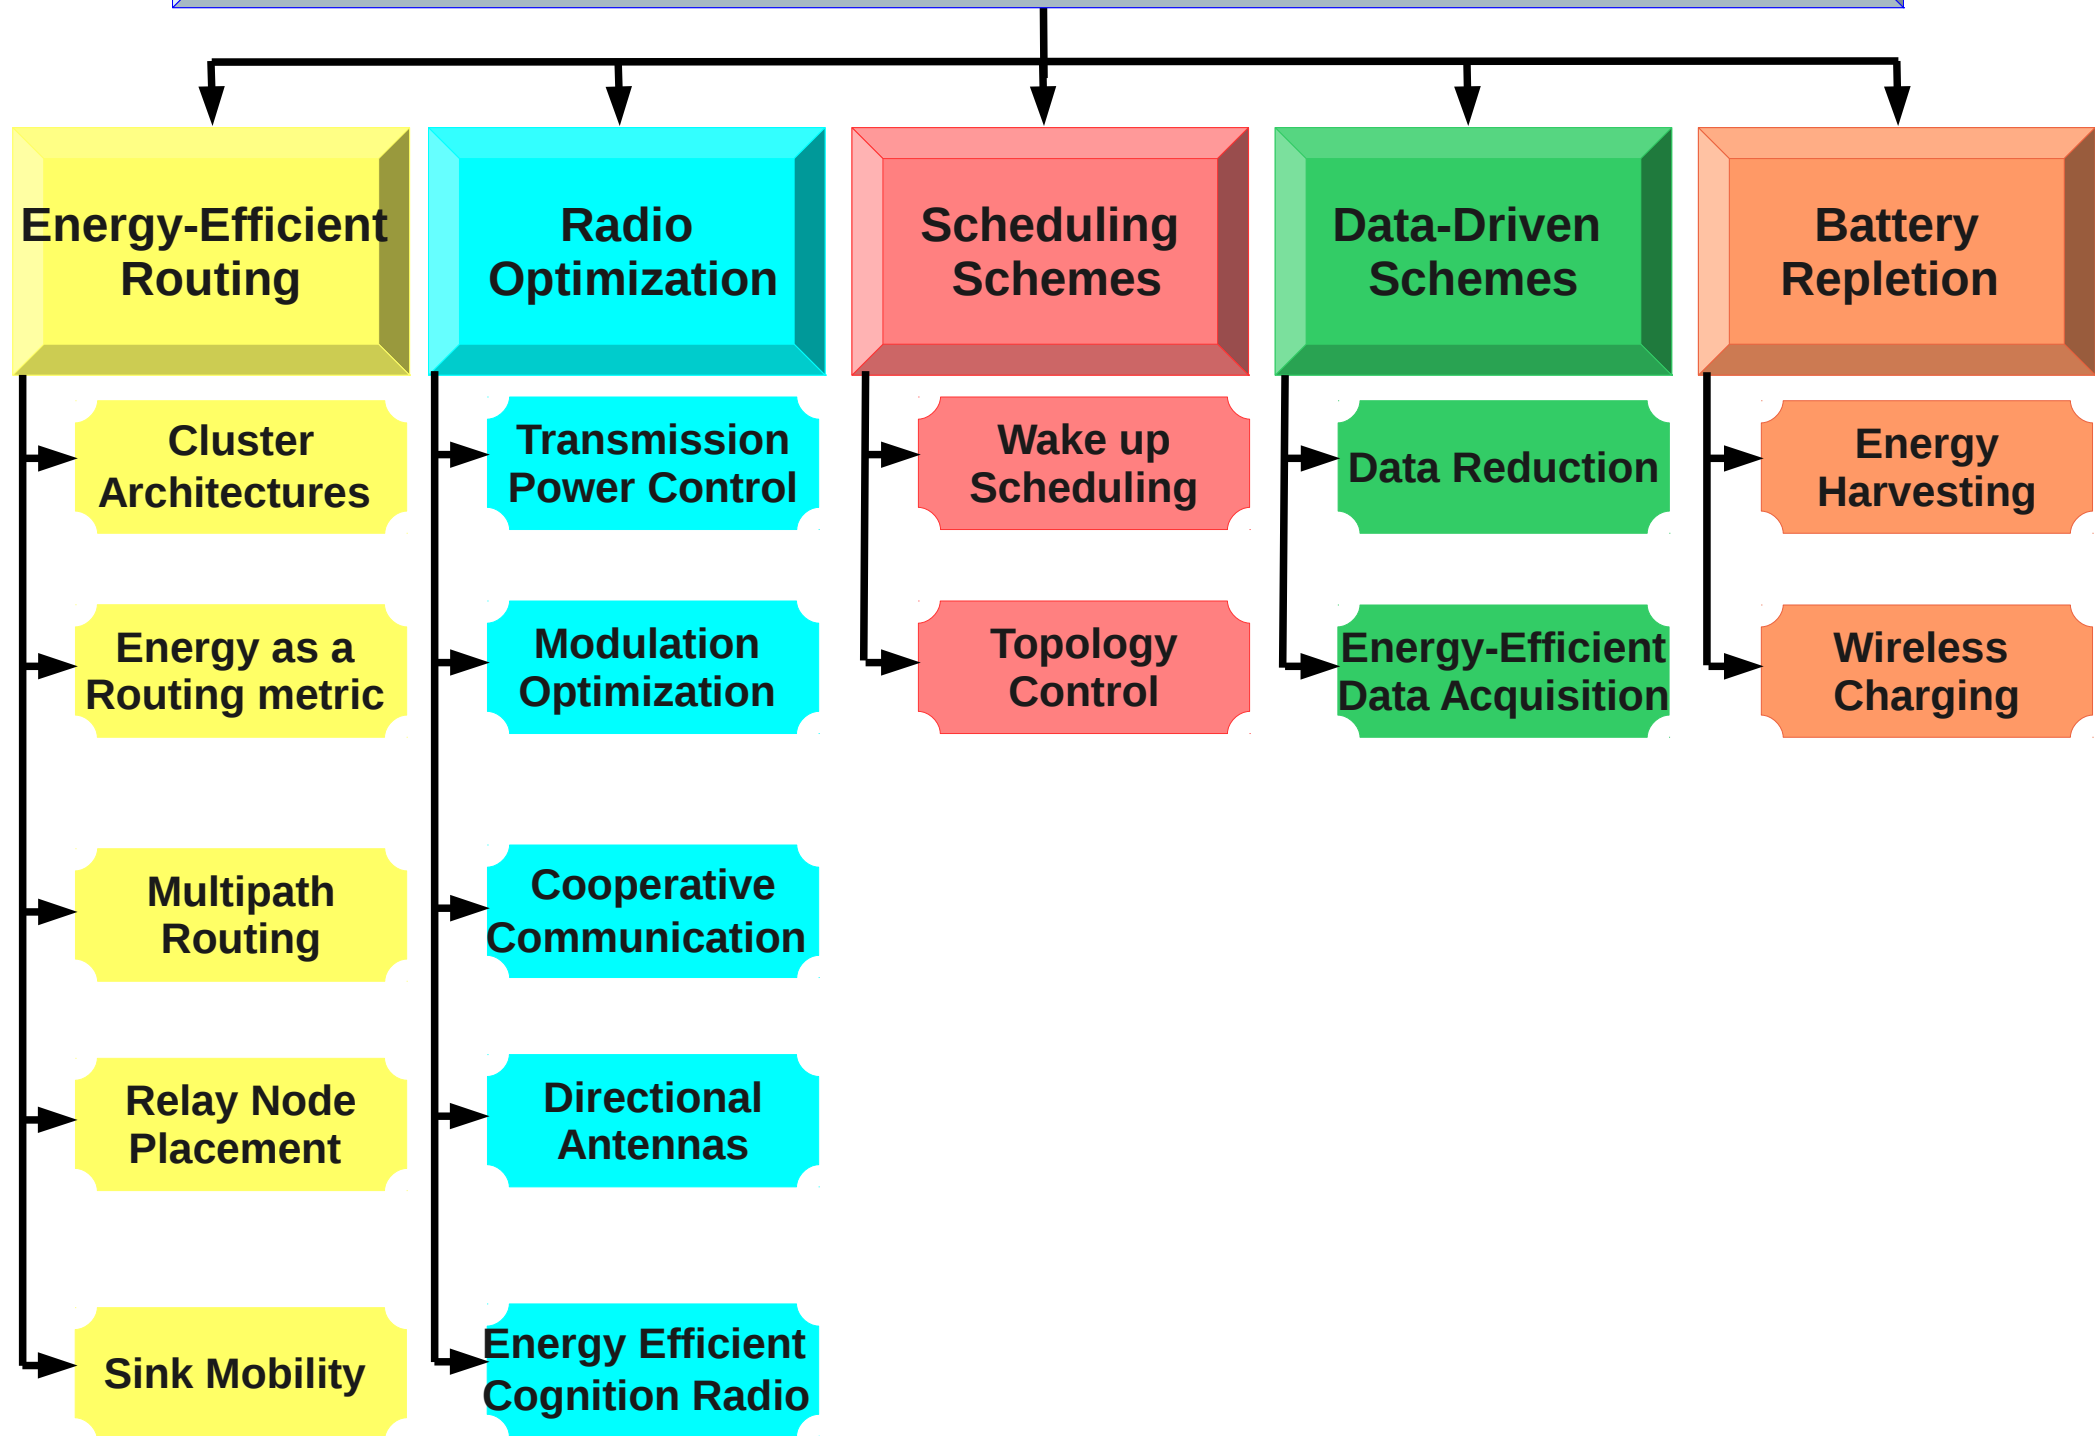 Energy-Efficient
Routing
Radio
Optimization
Scheduling
Schemes
Data-Driven
Schemes
Battery
Repletion
Cluster
Architectures
Energy as a
Routing metric
Multipath
Routing
Relay Node
Placement
Sink Mobility
Transmission
Power Control
Modulation
Optimization
Cooperative
Communication
Directional
Antennas
Energy Efficient
Cognition Radio
Wake up
Scheduling
Topology
Control
Data Reduction
Energy-Efficient
Data Acquisition
Energy
Harvesting
Wireless
Charging